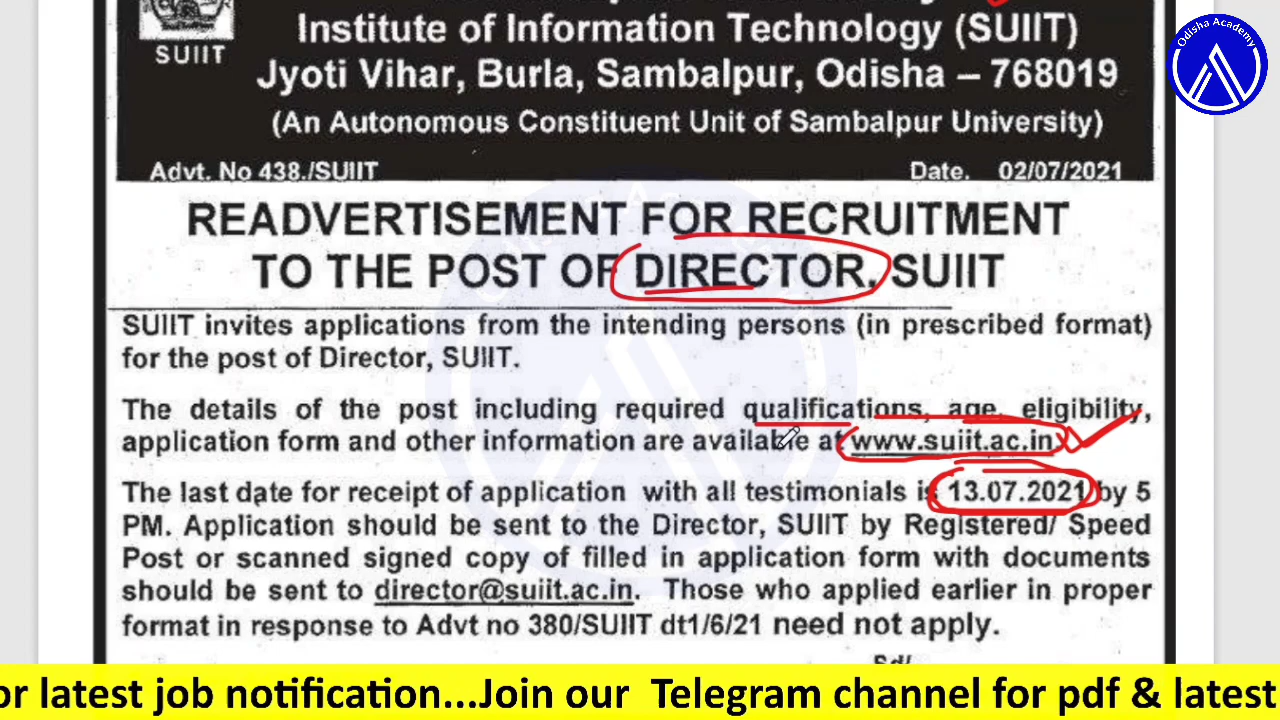 Institute of Information Technology (SUIIT)
SUIIT
Jyoti Vihar, Burla, Sambalpur, Odisha – 768019
(An Autonomous Constituent Unit of Sambalpur University)
Advt. No 438./SUIIT Date. 02/07/2021
Odisha Academy
READVERTISEMENT FOR RECRUITMENT
TO THE POST OF DIRECTOR, SUIIT
SUIIT invites applications from the intending persons (in prescribed format)
for the post of Director, SUIIT.
The details of the post including required qualifications, age, eligibility,
application form and other information are available at www.suiit.ac.in
The last date for receipt of application with all testimonials is 13.07.2021 by 5
PM. Application should be sent to the Director, SUIIT by Registered/ Speed
Post or scanned signed copy of filled in application form with documents
should be sent to director@suiit.ac.in. Those who applied earlier in proper
format in response to Advt no 380/SUIIT dt1/6/21 need not apply.
Sd/
or latest job notification...Join our Telegram channel for pdf & latest